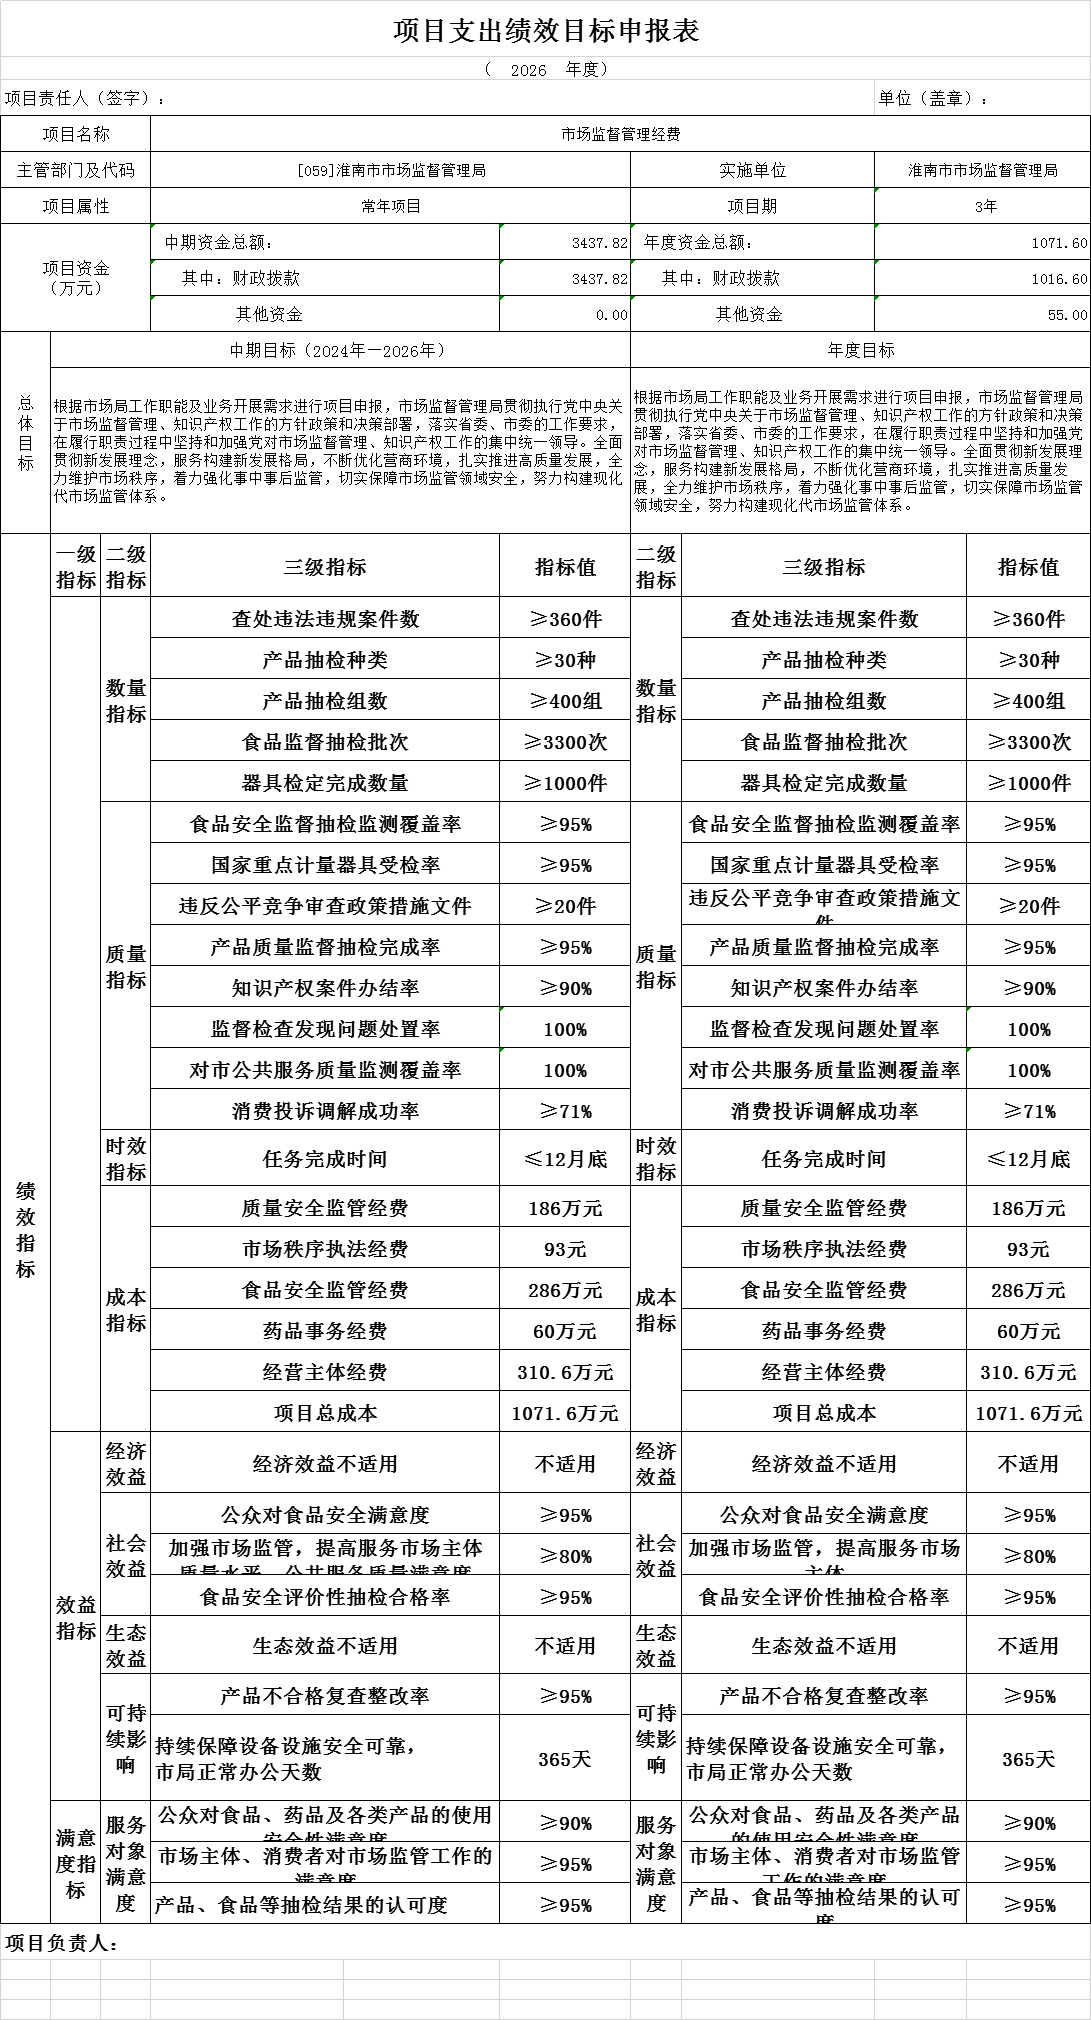 项目支出绩效目标申报表
（ 2026 年度）
项目责任人（签字）： 单位（盖章）：
项目名称 市场监督管理经费
主管部门及代码 [059]淮南市市场监督管理局 实施单位 淮南市市场监督管理局
项目属性 常年项目 项目期 3年
项目资金
（万元）
中期资金总额： 3437.82 年度资金总额： 1071.60
其中：财政拨款 3437.82 其中：财政拨款 1016.60
其他资金 0.00 其他资金 55.00
总体目标
中期目标（2024年—2026年） 年度目标
根据市场局工作职能及业务开展需求进行项目申报，市场监督管理局贯彻执行党中央关
于市场监督管理、知识产权工作的方针政策和决策部署，落实省委、市委的工作要求，
在履行职责过程中坚持和加强党对市场监督管理、知识产权工作的集中统一领导。全面
贯彻新发展理念，服务构建新发展格局，不断优化营商环境，扎实推进高质量发展，全
力维护市场秩序，着力强化事中事后监管，切实保障市场监管领域安全，努力构建现化
代市场监管体系。
根据市场局工作职能及业务开展需求进行项目申报，市场监督管理局
贯彻执行党中央关于市场监督管理、知识产权工作的方针政策和决策
部署，落实省委、市委的工作要求，在履行职责过程中坚持和加强党
对市场监督管理、知识产权工作的集中统一领导。全面贯彻新发展理
念，服务构建新发展格局，不断优化营商环境，扎实推进高质量发
展，全力维护市场秩序，着力强化事中事后监管，切实保障市场监管
领域安全，努力构建现化代市场监管体系。
绩效指标
一级指标 二级指标 三级指标 指标值 二级指标 三级指标 指标值
数量指标 数量指标
查处违法违规案件数 ≥360件 查处违法违规案件数 ≥360件
产品抽检种类 ≥30种 产品抽检种类 ≥30种
产品抽检组数 ≥400组 产品抽检组数 ≥400组
食品监督抽检批次 ≥3300次 食品监督抽检批次 ≥3300次
器具检定完成数量 ≥1000件 器具检定完成数量 ≥1000件
质量指标 质量指标
食品安全监督抽检监测覆盖率 ≥95% 食品安全监督抽检监测覆盖率 ≥95%
国家重点计量器具受检率 ≥95% 国家重点计量器具受检率 ≥95%
违反公平竞争审查政策措施文件 ≥20件 违反公平竞争审查政策措施文件 ≥20件
产品质量监督抽检完成率 ≥95% 产品质量监督抽检完成率 ≥95%
知识产权案件办结率 ≥90% 知识产权案件办结率 ≥90%
监督检查发现问题处置率 100% 监督检查发现问题处置率 100%
对市公共服务质量监测覆盖率 100% 对市公共服务质量监测覆盖率 100%
消费投诉调解成功率 ≥71% 消费投诉调解成功率 ≥71%
时效指标 任务完成时间 ≤12月底 时效指标 任务完成时间 ≤12月底
成本指标 成本指标
质量安全监管经费 186万元 质量安全监管经费 186万元
市场秩序执法经费 93元 市场秩序执法经费 93元
食品安全监管经费 286万元 食品安全监管经费 286万元
药品事务经费 60万元 药品事务经费 60万元
经营主体经费 310.6万元 经营主体经费 310.6万元
项目总成本 1071.6万元 项目总成本 1071.6万元
效益指标
经济效益 经济效益不适用 不适用 经济效益 经济效益不适用 不适用
社会效益 社会效益
公众对食品安全满意度 ≥95% 公众对食品安全满意度 ≥95%
加强市场监管，提高服务市场主体质量水平，公共服务质量满意度 ≥80% 加强市场监管，提高服务市场主体 ≥80%
食品安全评价性抽检合格率 ≥95% 食品安全评价性抽检合格率 ≥95%
生态效益 生态效益不适用 不适用 生态效益 生态效益不适用 不适用
可持续影响 可持续影响
产品不合格复查整改率 ≥95% 产品不合格复查整改率 ≥95%
持续保障设备设施安全可靠，市局正常办公天数 365天 持续保障设备设施安全可靠，市局正常办公天数 365天
满意度指标 服务对象满意度 服务对象满意度
公众对食品、药品及各类产品的使用安全性满意度 ≥90% 公众对食品、药品及各类产品的使用安全性满意度 ≥90%
市场主体、消费者对市场监管工作的满意度 ≥95% 市场主体、消费者对市场监管工作的满意度 ≥95%
产品、食品等抽检结果的认可度 ≥95% 产品、食品等抽检结果的认可度 ≥95%
项目负责人：